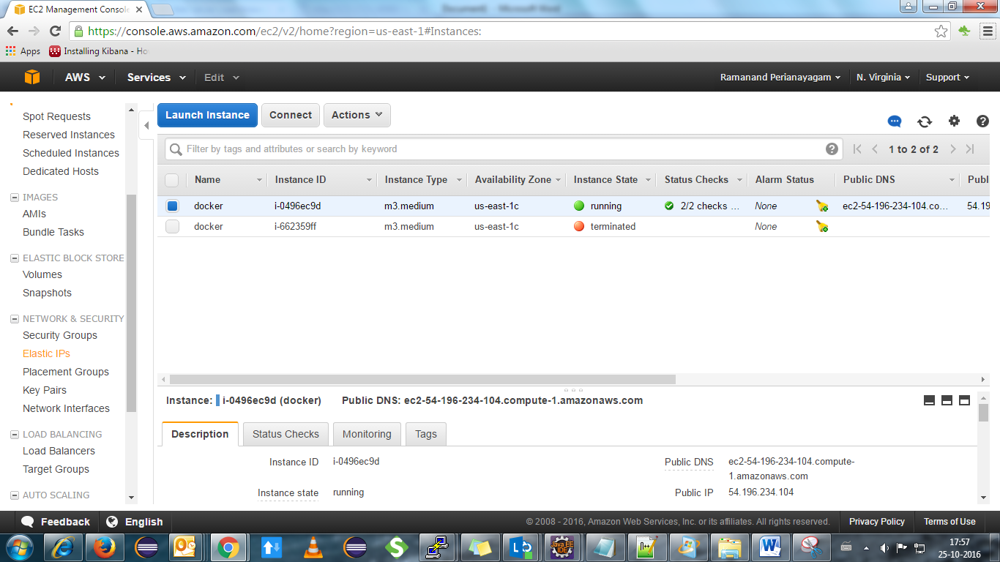 EC2 Management Console
Document1 - Microsoft Word
https://console.aws.amazon.com/ec2/v2/home?region=us-east-1#Instances:
Apps Installing Kibana - Ho
AWS Services Edit Ramanand Perianayagam N. Virginia Support
Spot Requests
Reserved Instances
Scheduled Instances
Dedicated Hosts
IMAGES
AMIs
Bundle Tasks
ELASTIC BLOCK STORE
Volumes
Snapshots
NETWORK & SECURITY
Security Groups
Elastic IPs
Placement Groups
Key Pairs
Network Interfaces
LOAD BALANCING
Load Balancers
Target Groups
AUTO SCALING
Launch Instance Connect Actions
Filter by tags and attributes or search by keyword 1 to 2 of 2
Name Instance ID Instance Type Availability Zone Instance State Status Checks Alarm Status Public DNS Publ
docker i-0496ec9d m3.medium us-east-1c running 2/2 checks ... None ec2-54-196-234-104.co... 54.19
docker i-662359ff m3.medium us-east-1c terminated None
Instance: i-0496ec9d (docker) Public DNS: ec2-54-196-234-104.compute-1.amazonaws.com
Description Status Checks Monitoring Tags
Instance ID i-0496ec9d Public DNS ec2-54-196-234-104.compute-
1.amazonaws.com
Instance state running Public IP 54.196.234.104
Feedback English © 2008 - 2016, Amazon Web Services, Inc. or its affiliates. All rights reserved. Privacy Policy Terms of Use
Java EE
IDE
17:57
25-10-2016